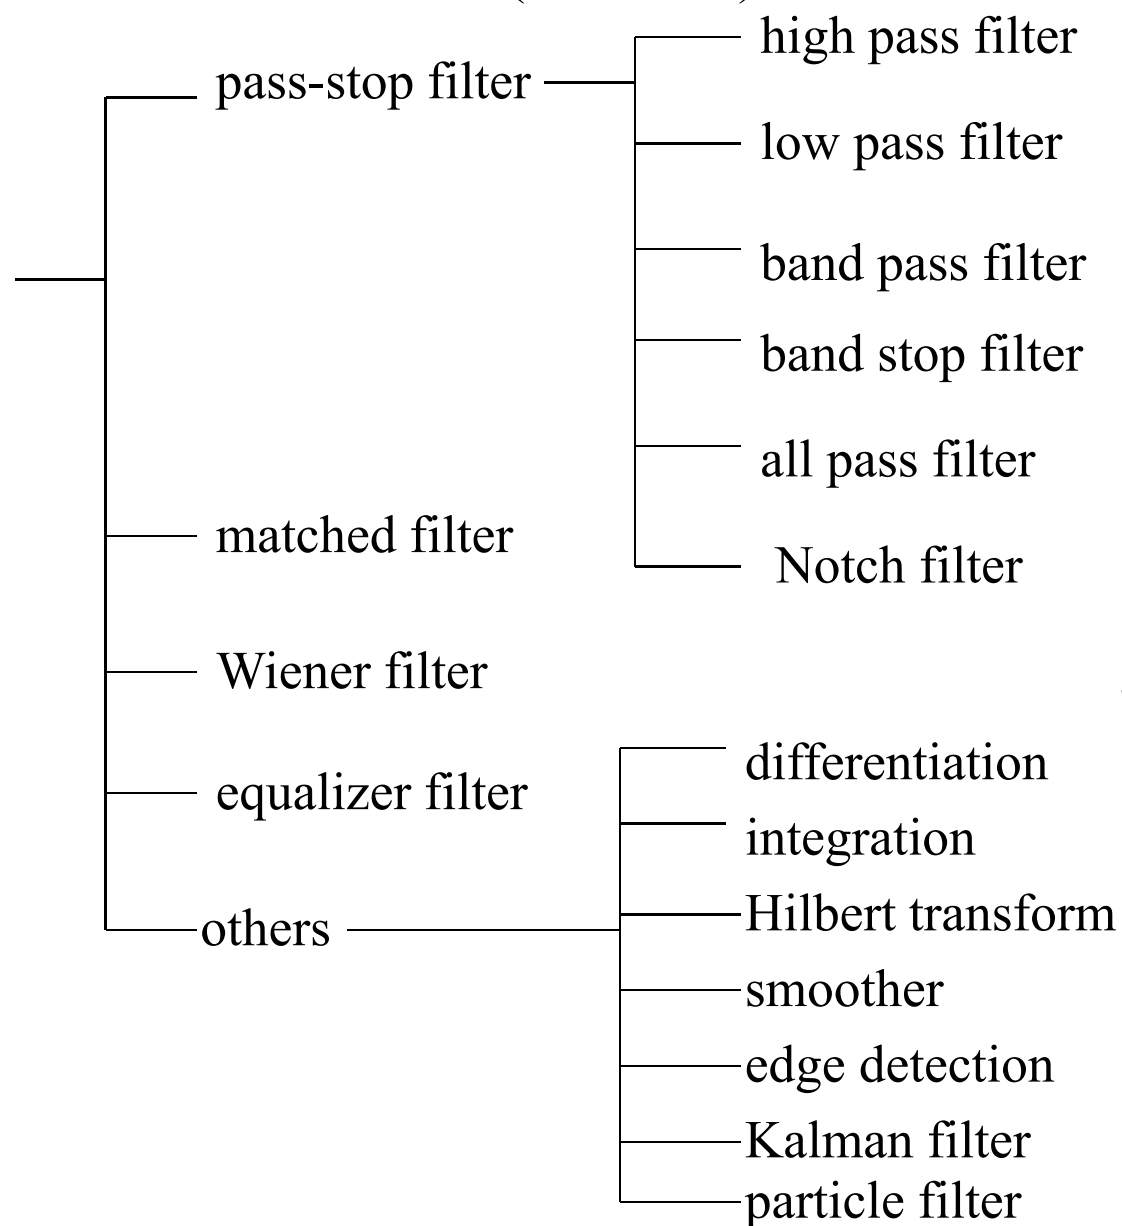 pass-stop filter
high pass filter
low pass filter
band pass filter
band stop filter
all pass filter
Notch filter
matched filter
Wiener filter
equalizer filter
others
differentiation
integration
Hilbert transform
smoother
edge detection
Kalman filter
particle filter